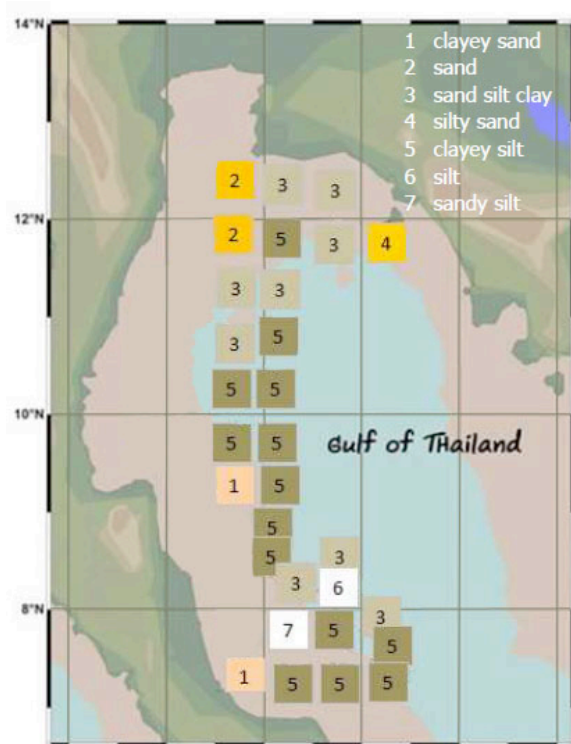 14°N
1 clayey sand
2 sand
3 sand silt clay
4 silty sand
5 clayey silt
6 silt
7 sandy silt
2 3 3
12°N
2 5 3 4
3 3
3 5
5 5
10°N
5 5 Gulf of THailand
1 5
5
5 3
3 6
8°N
3
7 5 5
1 5 5 5